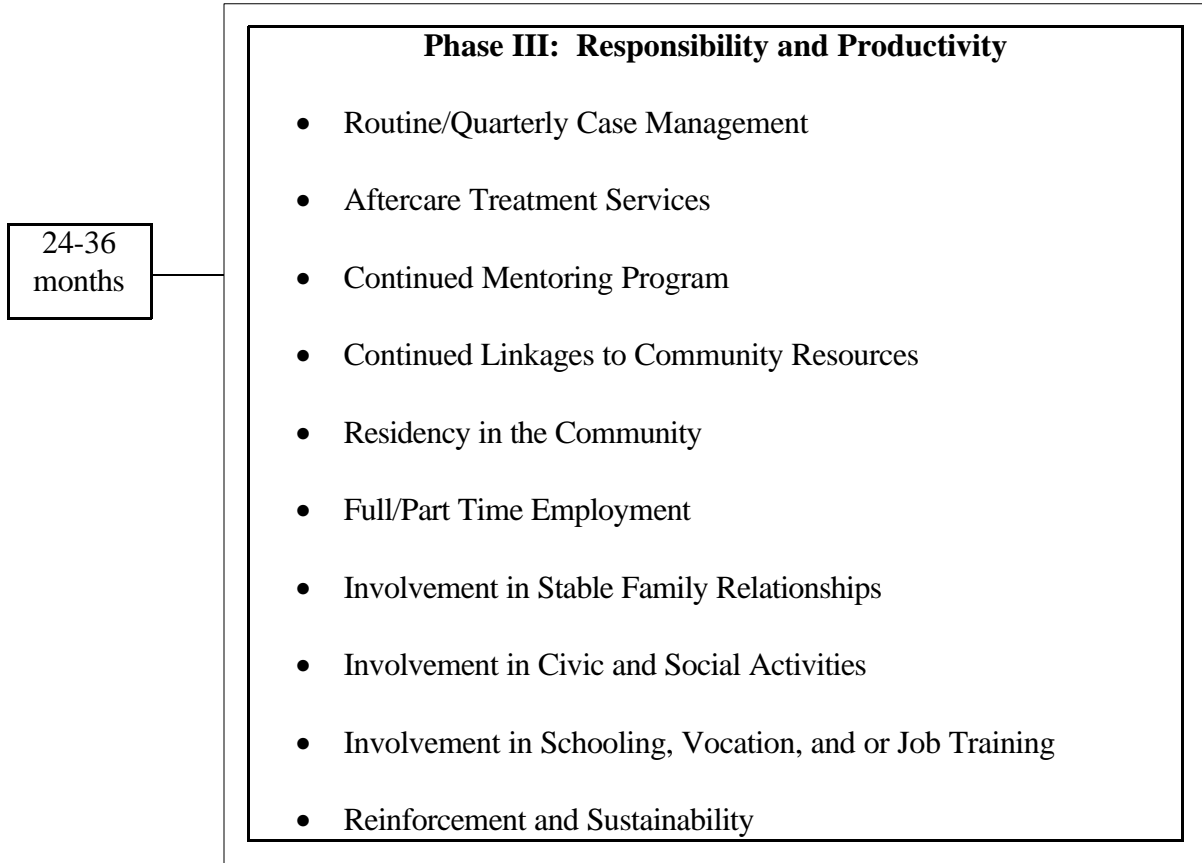 Phase III: Responsibility and Productivity
• Routine/Quarterly Case Management
• Aftercare Treatment Services
24-36
months
• Continued Mentoring Program
• Continued Linkages to Community Resources
• Residency in the Community
• Full/Part Time Employment
• Involvement in Stable Family Relationships
• Involvement in Civic and Social Activities
• Involvement in Schooling, Vocation, and or Job Training
• Reinforcement and Sustainability